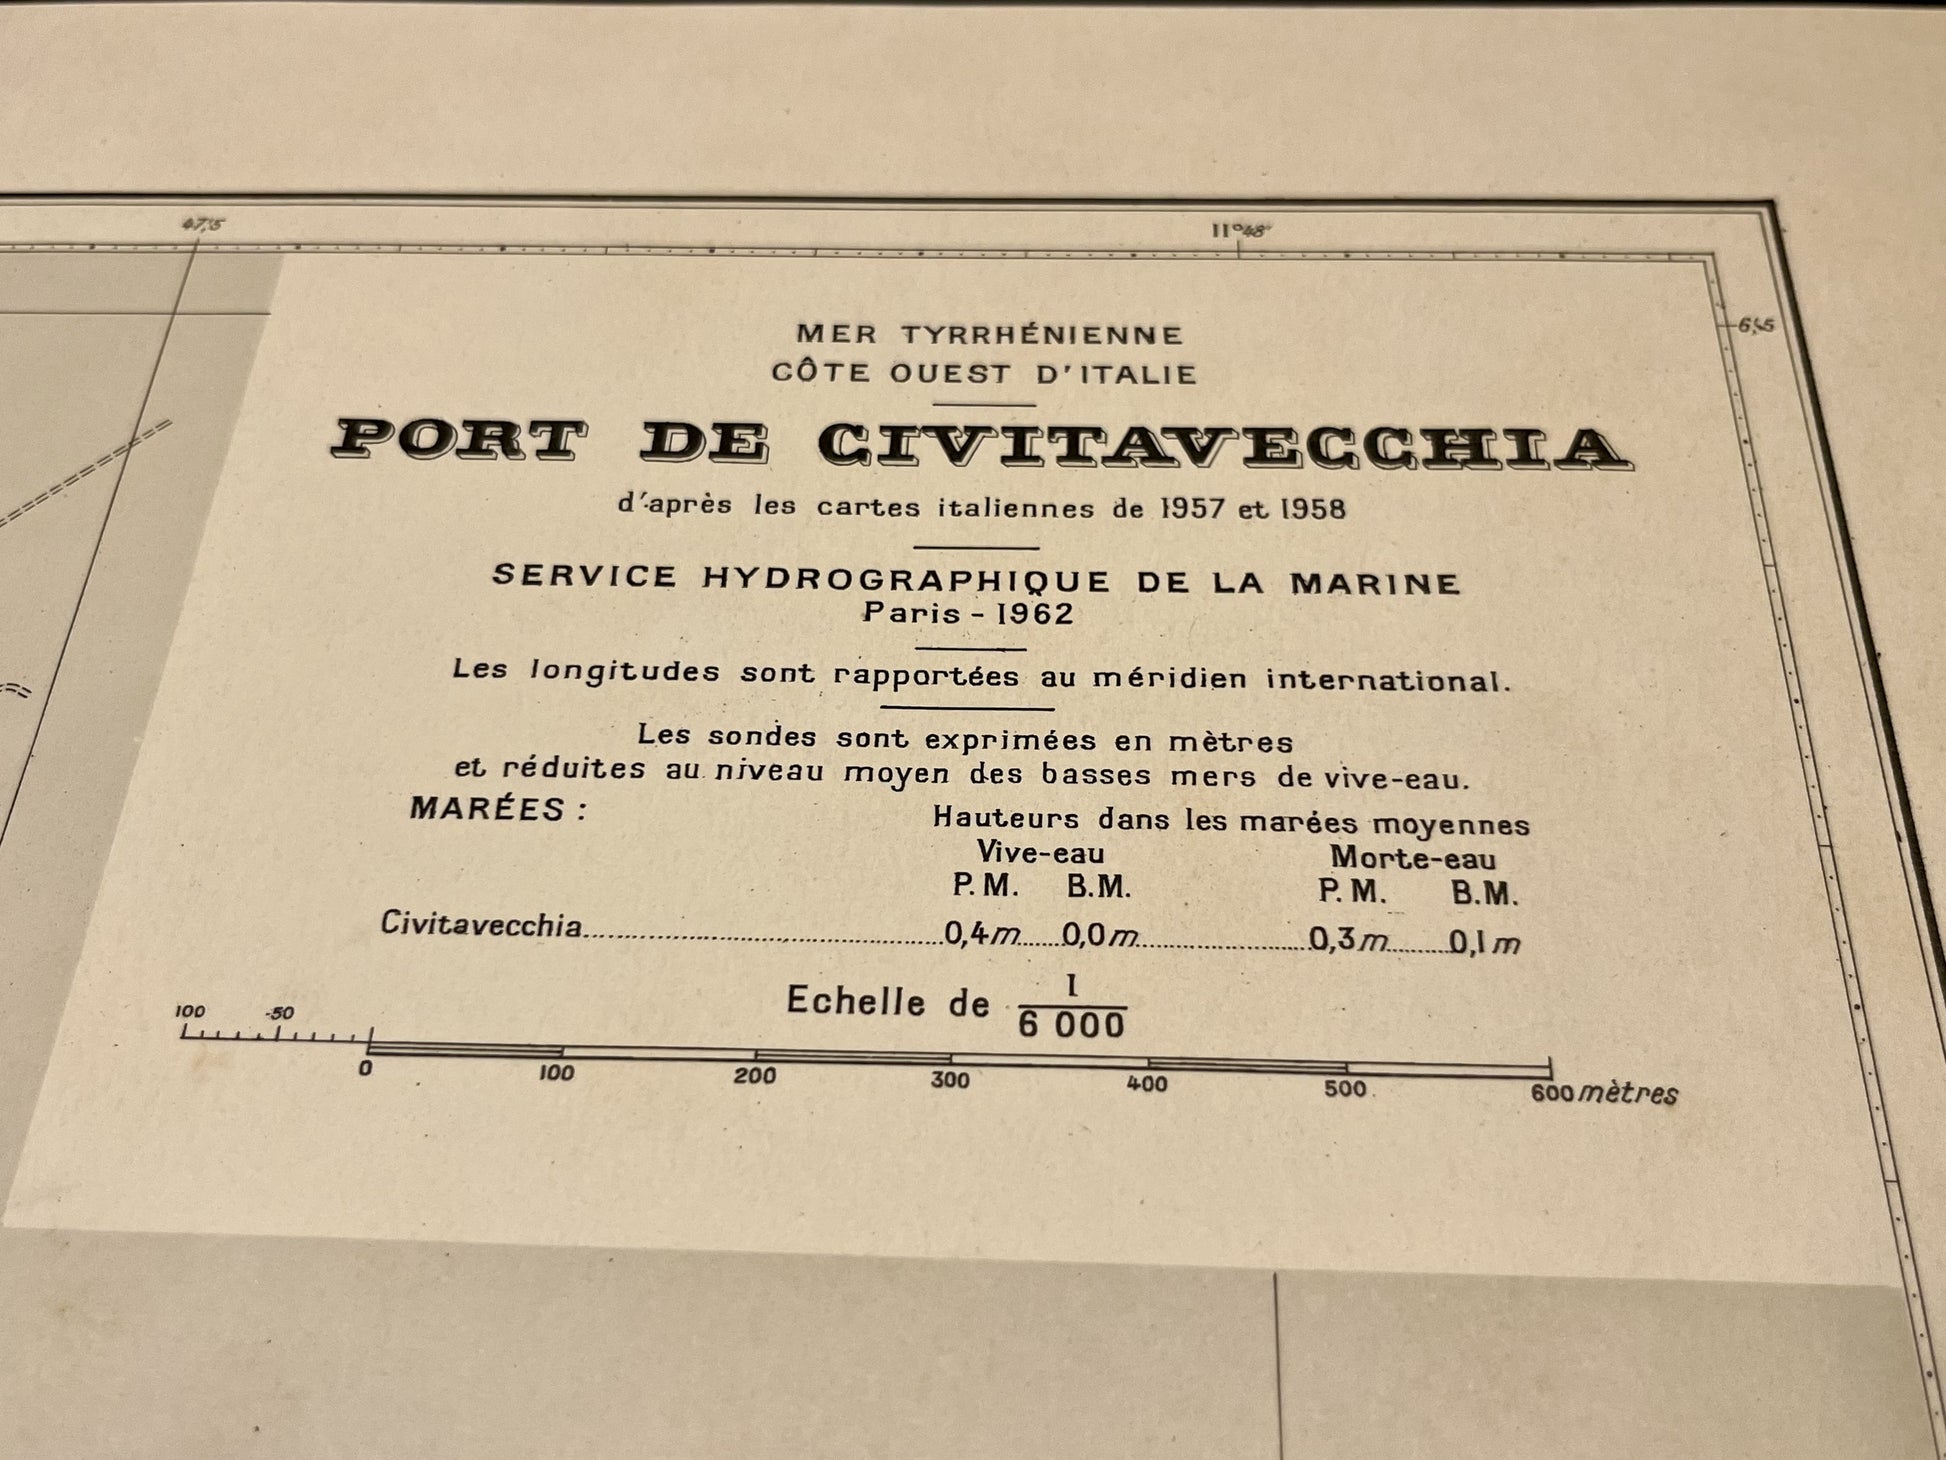 47,'5
11°48'
6,'5
MER TYRRHÉNIENNE
CÔTE OUEST D'ITALIE
PORT DE CIVITAVECCHIA
d'après les cartes italiennes de 1957 et 1958
SERVICE HYDROGRAPHIQUE DE LA MARINE
Paris - 1962
Les longitudes sont rapportées au méridien international.
Les sondes sont exprimées en mètres
et réduites au niveau moyen des basses mers de vive-eau.
MARÉES : Hauteurs dans les marées moyennes
Vive-eau Morte-eau
P.M. B.M. P.M. B.M.
Civitavecchia 0,4m 0,0m 0,3m 0,1m
Echelle de 1/6 000
100 50
0 100 200 300 400 500 600 mètres